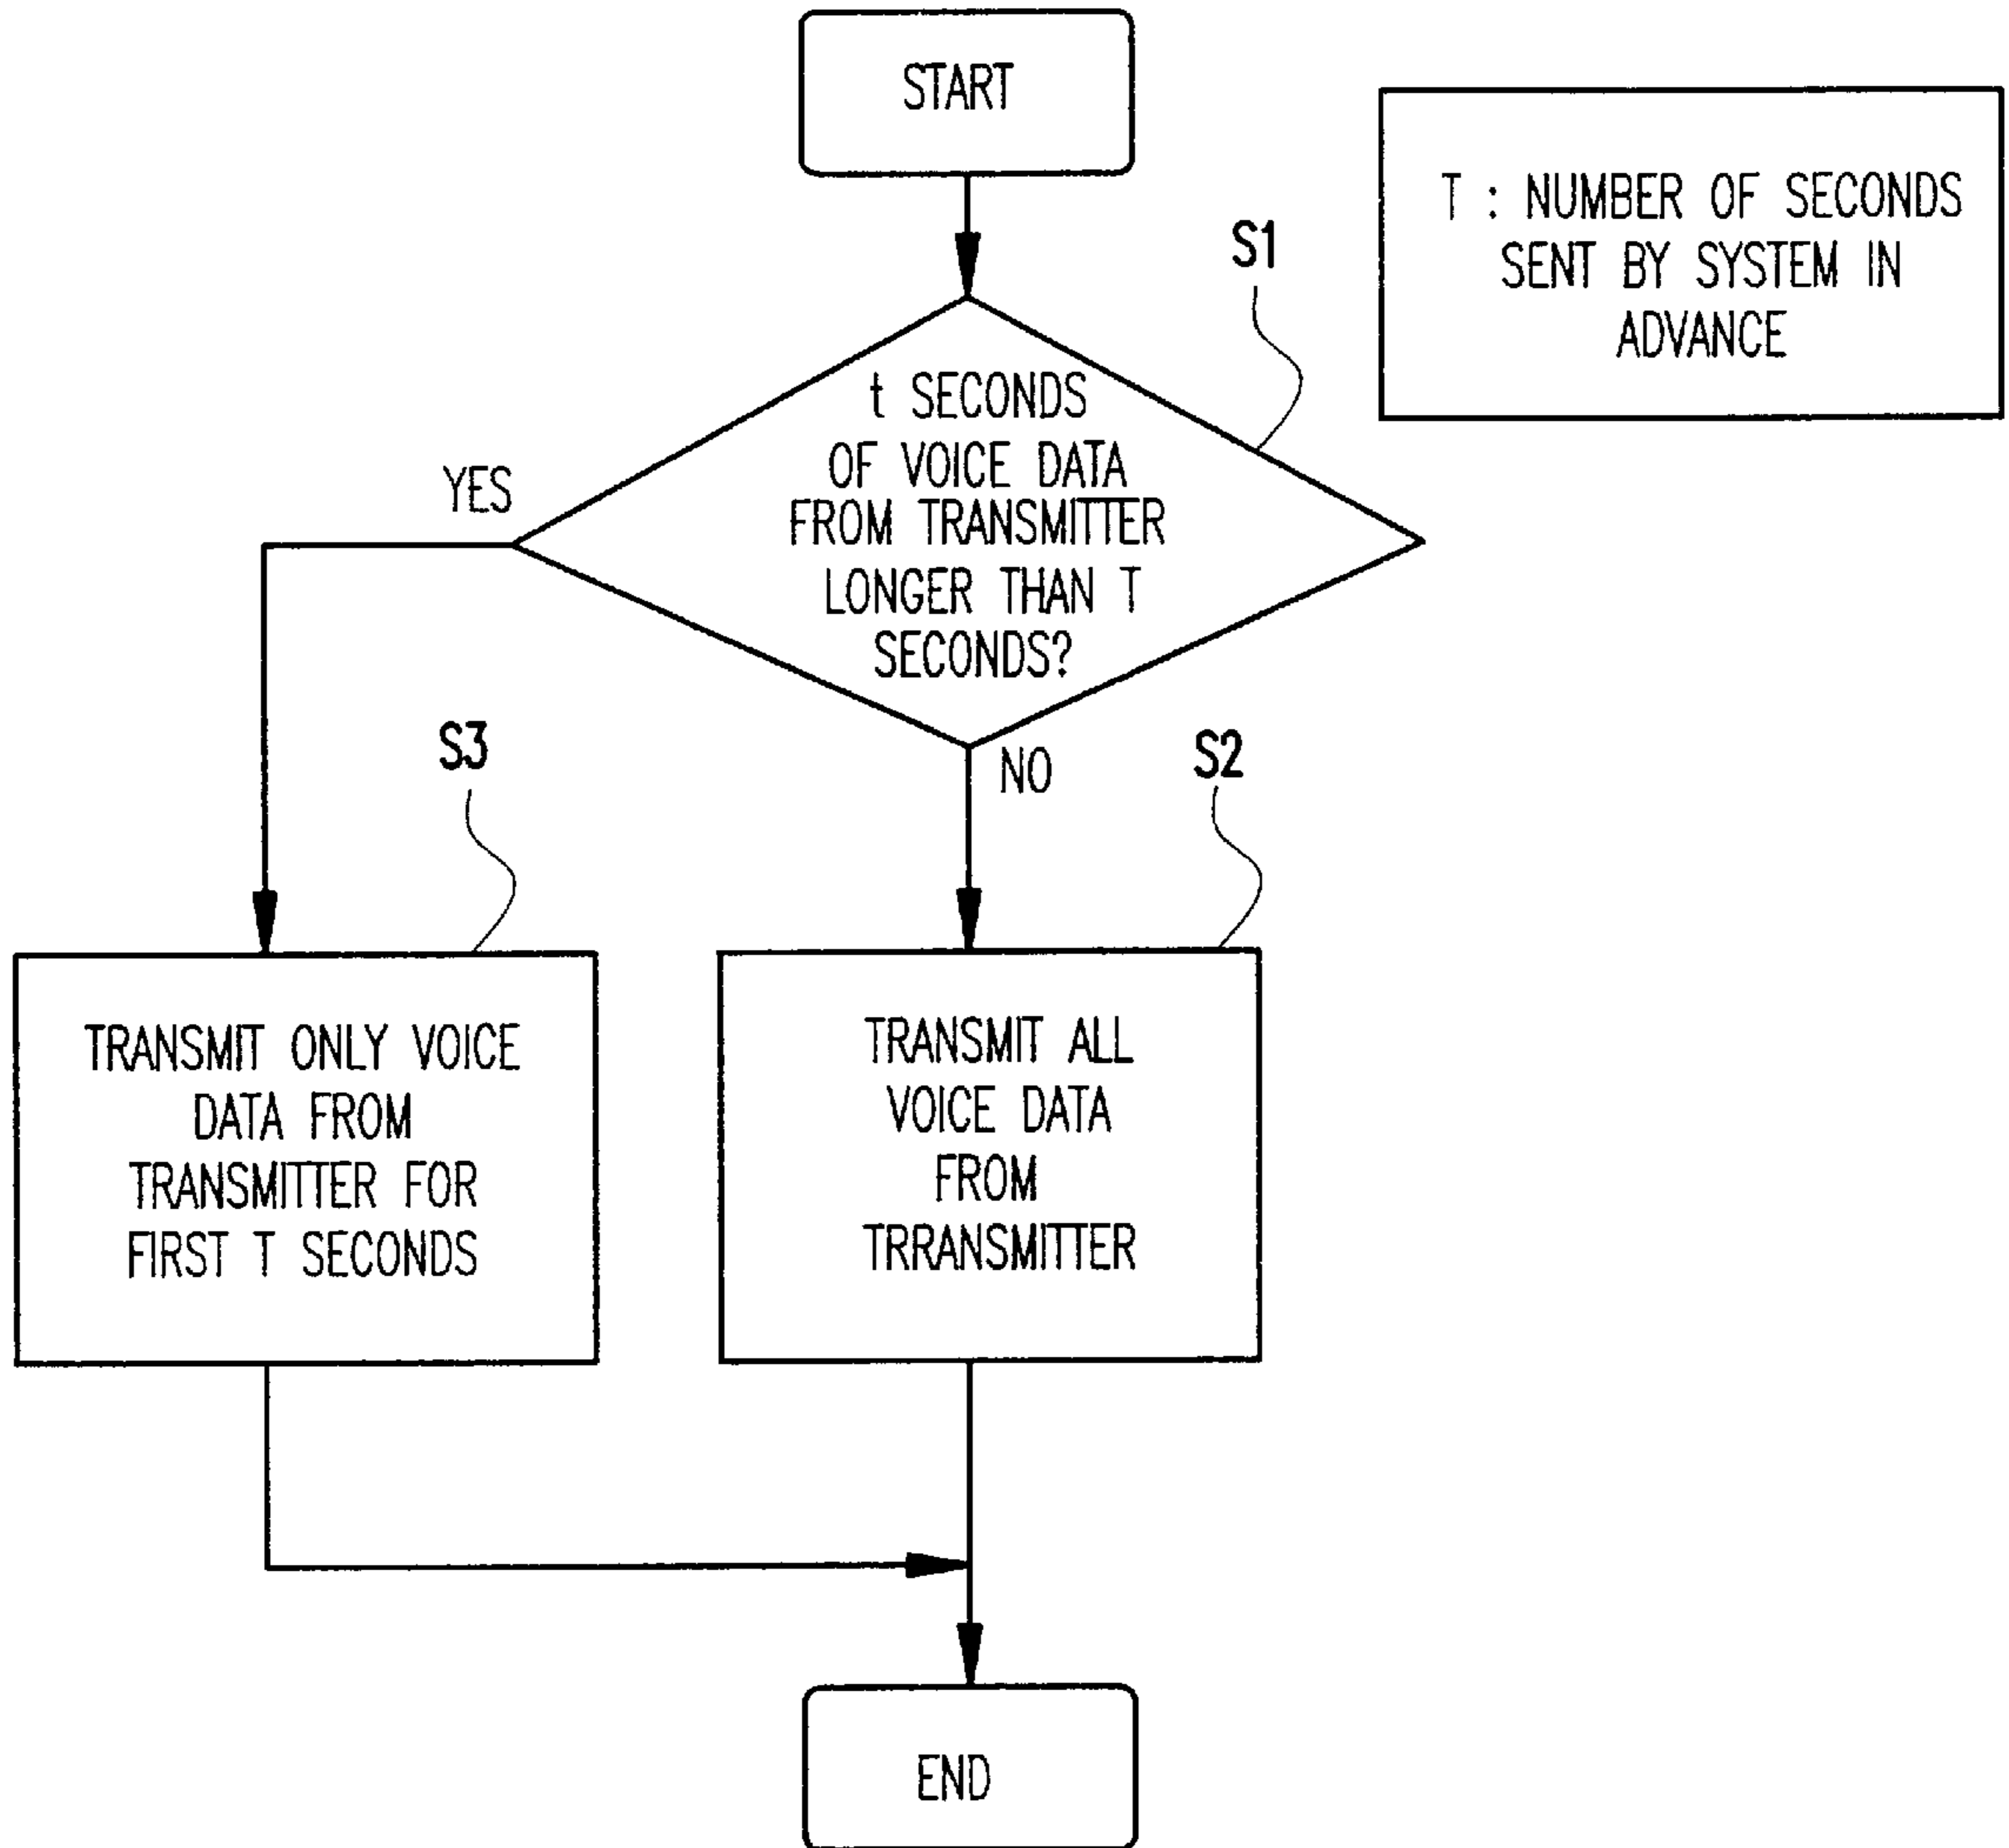 START
T : NUMBER OF SECONDS
SENT BY SYSTEM IN
ADVANCE
S1
t SECONDS
OF VOICE DATA
FROM TRANSMITTER
LONGER THAN T
SECONDS?
YES
NO
S3
S2
TRANSMIT ONLY VOICE
DATA FROM
TRANSMITTER FOR
FIRST T SECONDS
TRANSMIT ALL
VOICE DATA
FROM
TRRANSMITTER
END